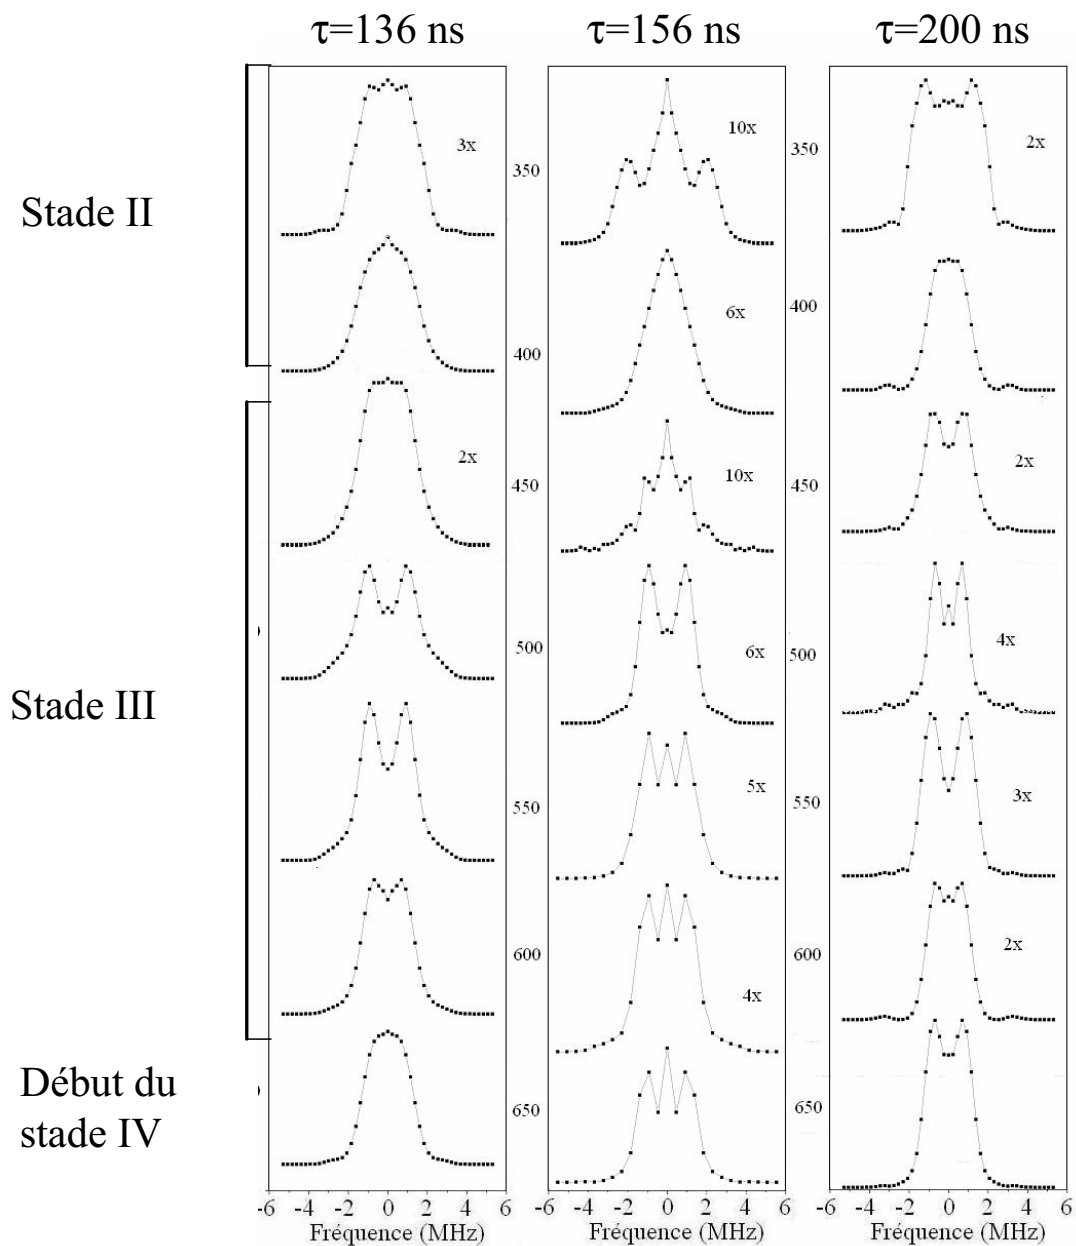 τ=136 ns τ=156 ns τ=200 ns
3x 10x 2x
350 350
Stade II
6x
400 400
2x 10x 2x
450 450
500 6x 500 4x
Stade III
550 5x 550 3x
600 4x 600 2x
Début du
stade IV
650 650
-6 -4 -2 0 2 4 6 -4 -2 0 2 4 6 -4 -2 0 2 4 6
Fréquence (MHz) Fréquence (MHz) Fréquence (MHz)